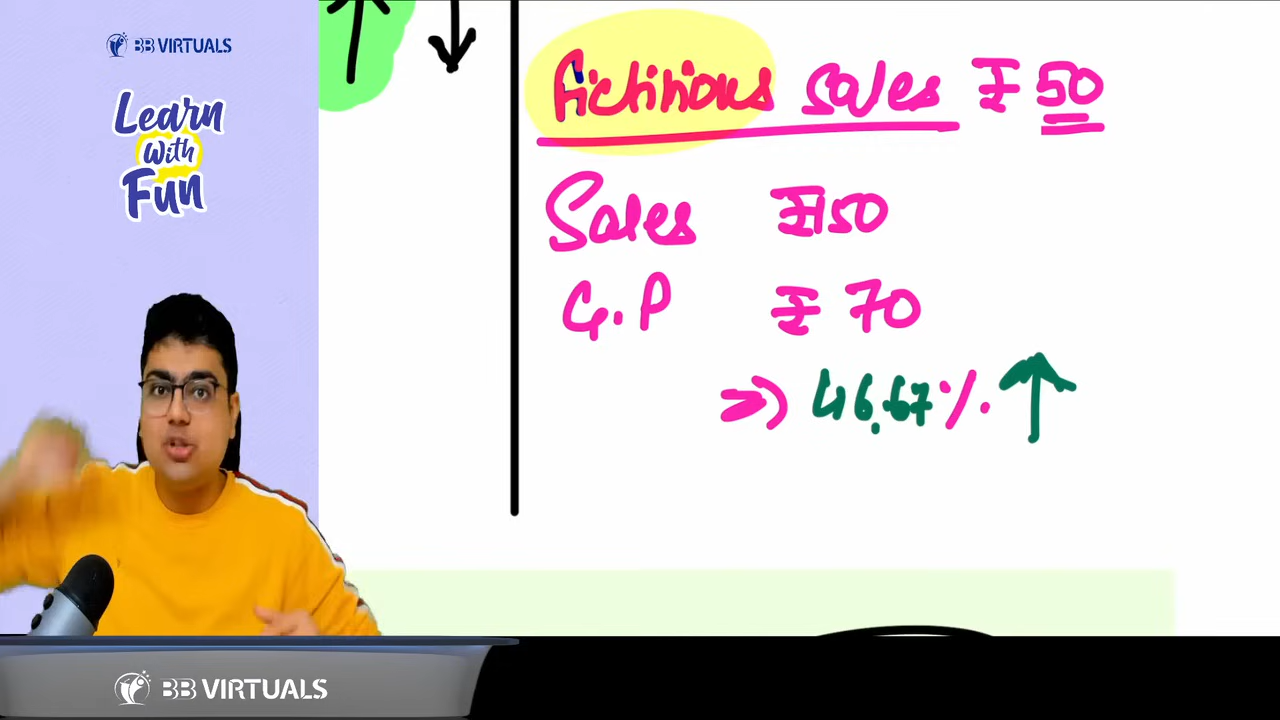 BB VIRTUALS
Learn
With
Fun
fictitious sales ₹ 50
Sales ₹150
G.P ₹ 70
⇒ 46.67% ↑
BB VIRTUALS